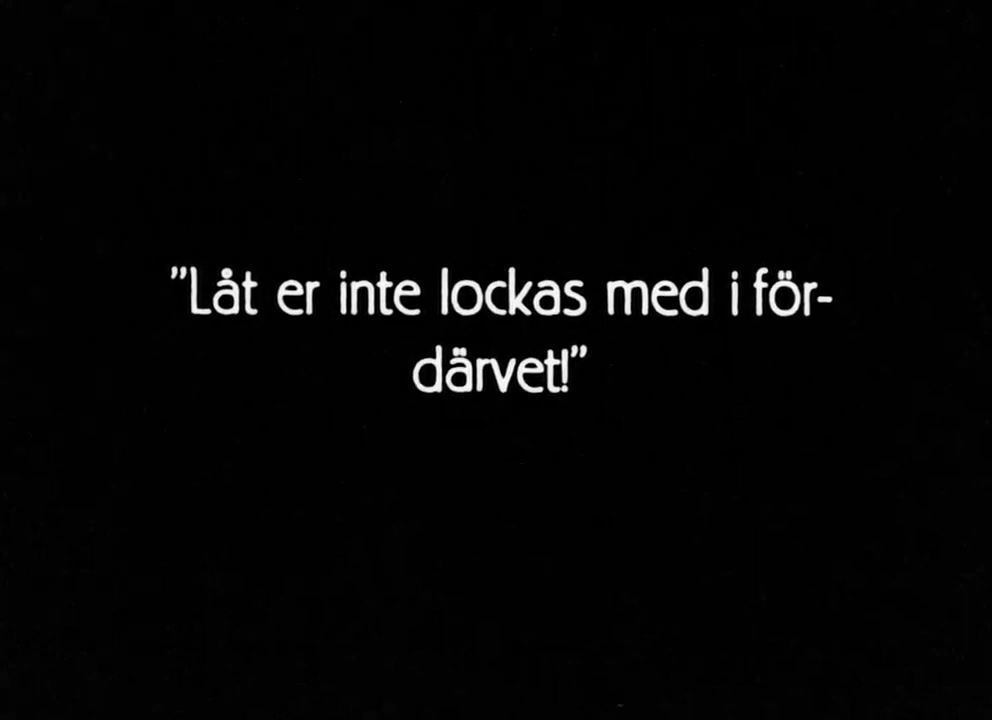 ”Låt er inte lockas med i för-
därvet!”